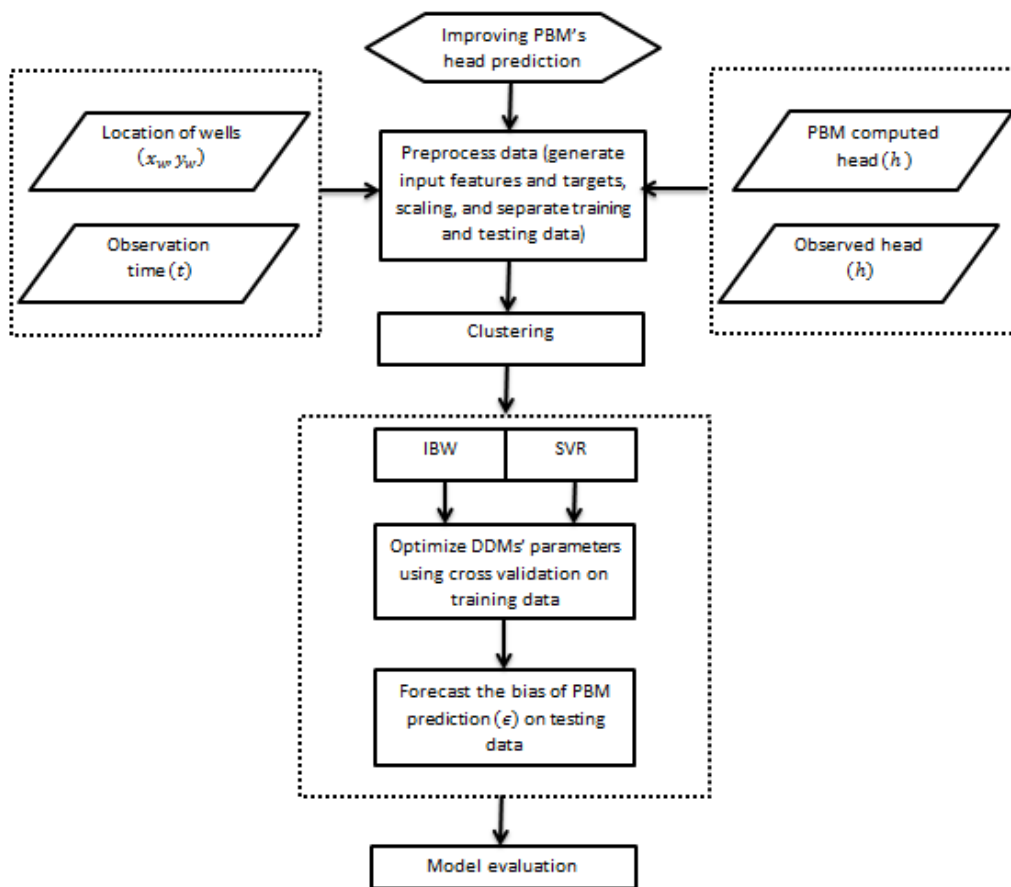 Improving PBM's
head prediction
Location of wells
(x_w, y_w)
Observation
time (t)
Preprocess data (generate
input features and targets,
scaling, and separate training
and testing data)
PBM computed
head (h)
Observed head
(h)
Clustering
IBW
SVR
Optimize DDMs' parameters
using cross validation on
training data
Forecast the bias of PBM
prediction (ϵ) on testing
data
Model evaluation